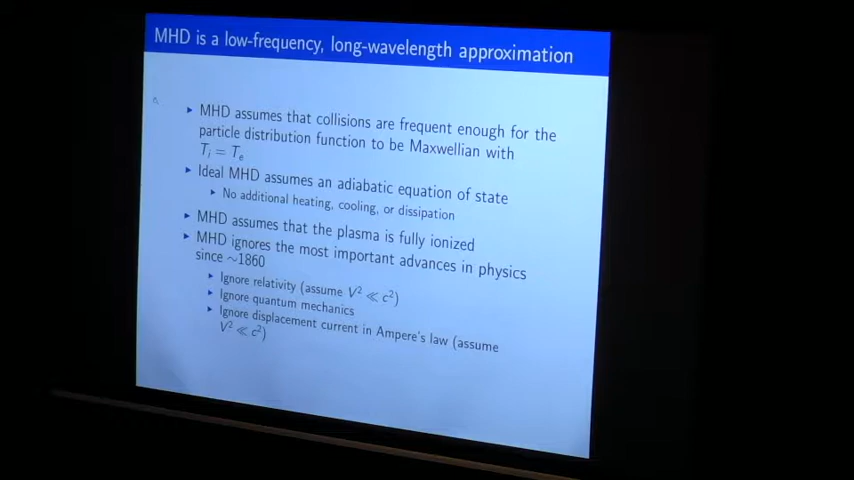 MHD is a low-frequency, long-wavelength approximation
▶ MHD assumes that collisions are frequent enough for the
particle distribution function to be Maxwellian with
Tᵢ = Tₑ
▶ Ideal MHD assumes an adiabatic equation of state
▶ No additional heating, cooling, or dissipation
▶ MHD assumes that the plasma is fully ionized
▶ MHD ignores the most important advances in physics
since ∼1860
▶ Ignore relativity (assume V² ≪ c²)
▶ Ignore quantum mechanics
▶ Ignore displacement current in Ampere's law (assume
V² ≪ c²)